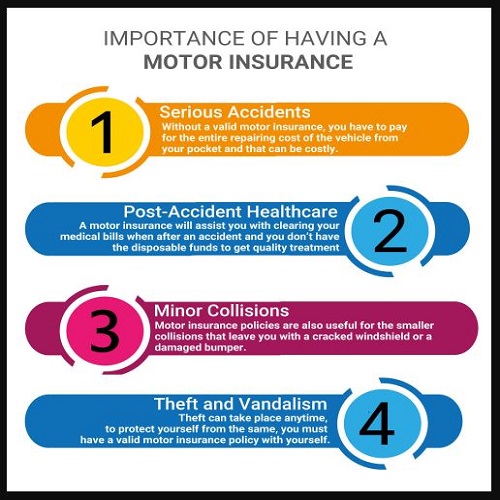 IMPORTANCE OF HAVING A
MOTOR INSURANCE
1
Serious Accidents
Without a valid motor insurance, you have to pay
for the entire repairing cost of the vehicle from
your pocket and that can be costly.
Post-Accident Healthcare
A motor insurance will assist you with clearing your
medical bills when after an accident and you don't have
the disposable funds to get quality treatment
2
3
Minor Collisions
Motor insurance policies are also useful for the smaller
collisions that leave you with a cracked windshield or a
damaged bumper.
Theft and Vandalism
Theft can take place anytime,
to protect yourself from the same, you must
have a valid motor insurance policy with yourself.
4